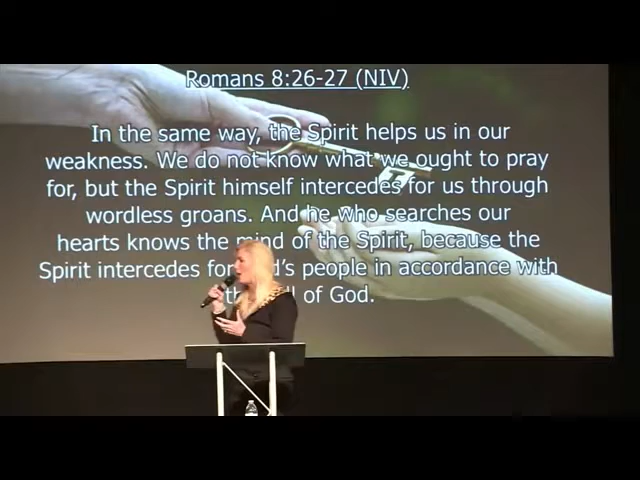 Romans 8:26-27 (NIV)
In the same way, the Spirit helps us in our
weakness. We do not know what we ought to pray
for, but the Spirit himself intercedes for us through
wordless groans. And he who searches our
hearts knows the mind of the Spirit, because the
Spirit intercedes for God's people in accordance with
the will of God.